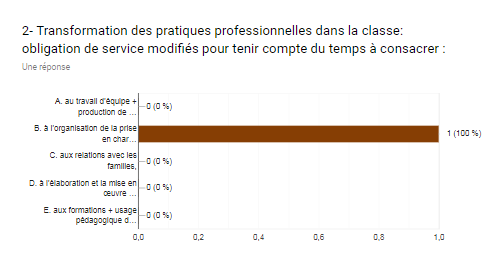 2- Transformation des pratiques professionnelles dans la classe:
obligation de service modifiés pour tenir compte du temps à consacrer :
Une réponse
A. au travail d'équipe +
production de ...
0 (0 %)
B. à l'organisation de la prise
en char...
1 (100 %)
C. aux relations avec les
familles,
0 (0 %)
D. à l'élaboration et la mise en
œuvre ...
0 (0 %)
E. aux formations + usage
pédagogique d...
0 (0 %)
0,0 0,2 0,4 0,6 0,8 1,0